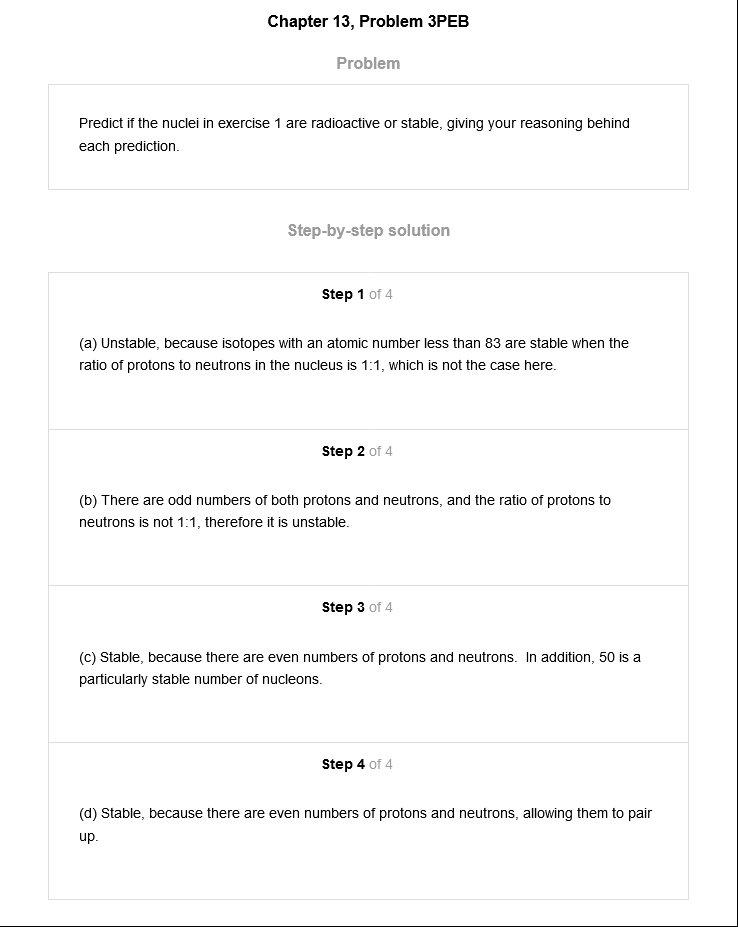 Chapter 13, Problem 3PEB
Problem
Predict if the nuclei in exercise 1 are radioactive or stable, giving your reasoning behind
each prediction.
Step-by-step solution
Step 1 of 4
(a) Unstable, because isotopes with an atomic number less than 83 are stable when the
ratio of protons to neutrons in the nucleus is 1:1, which is not the case here.
Step 2 of 4
(b) There are odd numbers of both protons and neutrons, and the ratio of protons to
neutrons is not 1:1, therefore it is unstable.
Step 3 of 4
(c) Stable, because there are even numbers of protons and neutrons.  In addition, 50 is a
particularly stable number of nucleons.
Step 4 of 4
(d) Stable, because there are even numbers of protons and neutrons, allowing them to pair
up.